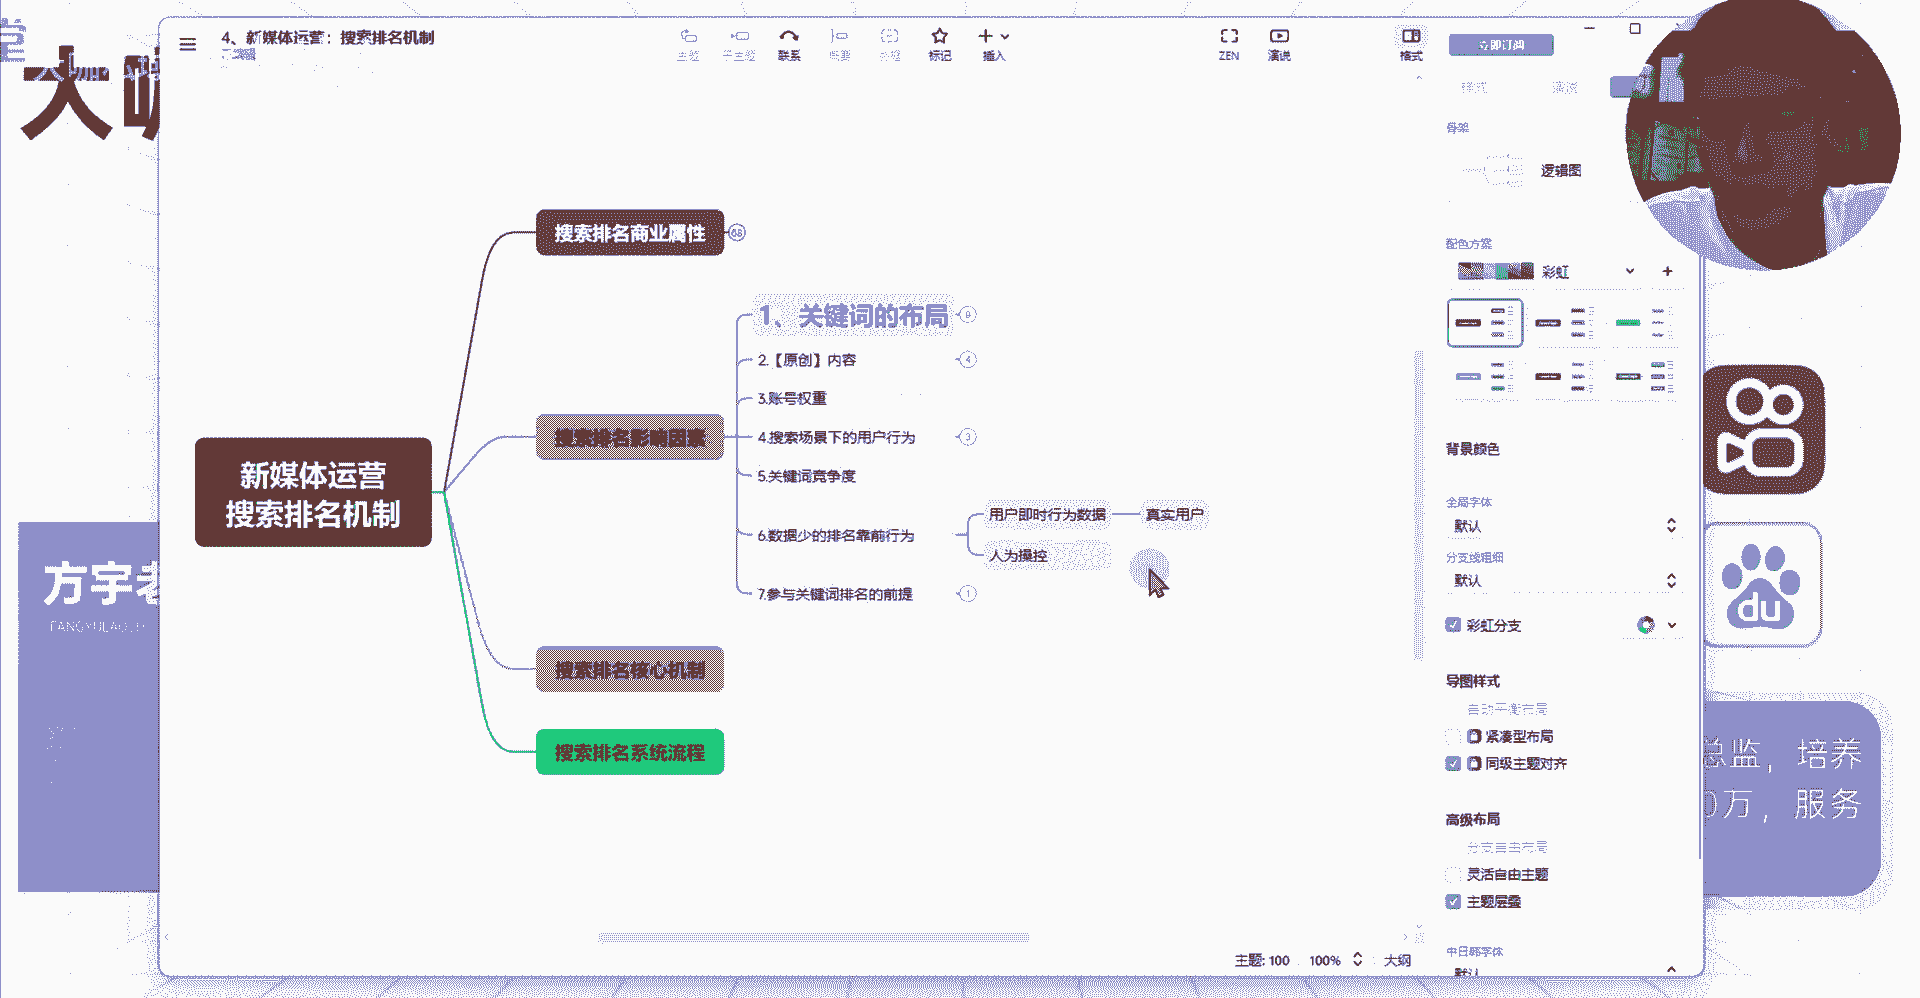 4、新媒体运营：搜索排名机制
已编辑
主题
子主题
联系
概要
外框
标记
插入
ZEN
演说
格式
立即订阅
样式
演说
骨架
逻辑图
配色方案
彩虹
背景颜色
全局字体
默认
分支线粗细
默认
彩虹分支
导图样式
自动平衡布局
紧凑型布局
同级主题对齐
高级布局
分支自由布局
灵活自由主题
主题层叠
中日韩字体
默认
新媒体运营
搜索排名机制
搜索排名商业属性
68
搜索排名影响因素
1、关键词的布局
9
2.【原创】内容
4
3.账号权重
4.搜索场景下的用户行为
3
5.关键词竞争度
6.数据少的排名靠前行为
用户即时行为数据
真实用户
人为操控
7.参与关键词排名的前提
1
搜索排名核心机制
搜索排名系统流程
主题: 100
100%
大纲
方宇老
FANGYULAOSH
du
总监，培养
0万，服务